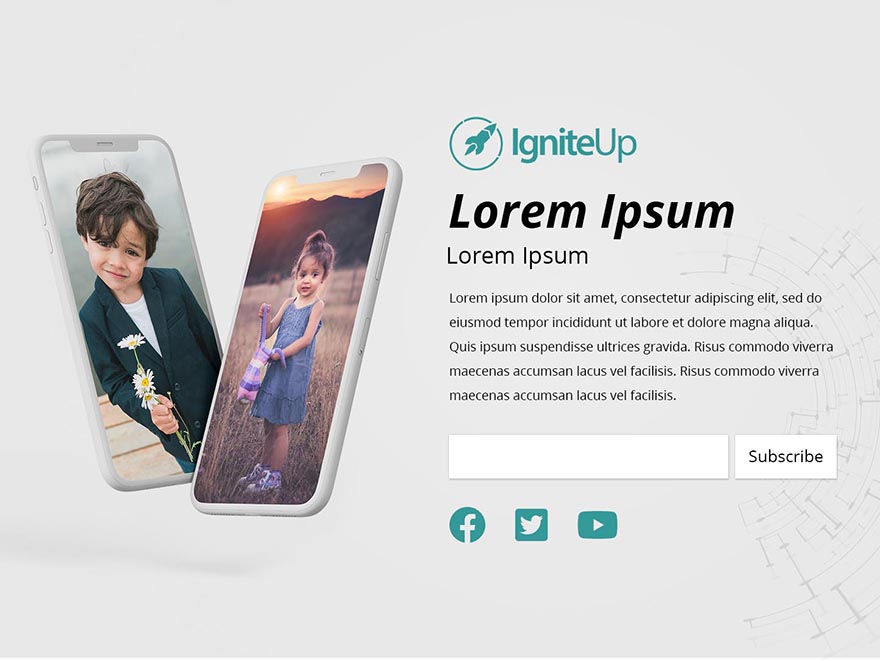 IgniteUp
Lorem Ipsum
Lorem Ipsum
Lorem ipsum dolor sit amet, consectetur adipiscing elit, sed do
eiusmod tempor incididunt ut labore et dolore magna aliqua.
Quis ipsum suspendisse ultrices gravida. Risus commodo viverra
maecenas accumsan lacus vel facilisis. Risus commodo viverra
maecenas accumsan lacus vel facilisis.
Subscribe